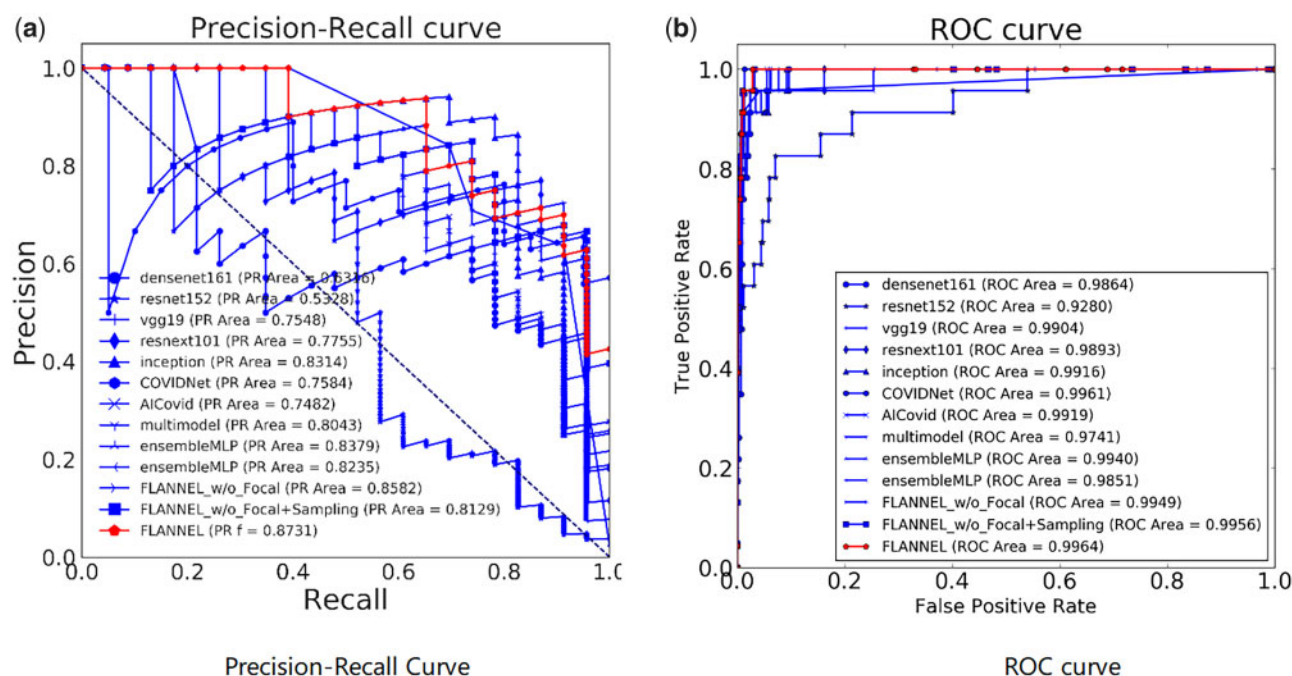 (a)
Precision-Recall curve
1.0
0.8
0.6
0.4
0.2
0.0
Precision
densenet161 (PR Area =
resnet152 (PR Area = 0.5328)
vgg19 (PR Area = 0.7548)
resnext101 (PR Area = 0.7755)
inception (PR Area = 0.8314)
COVIDNet (PR Area = 0.7584)
AICovid (PR Area = 0.7482)
multimodel (PR Area = 0.8043)
ensembleMLP (PR Area = 0.8379)
ensembleMLP (PR Area = 0.8235)
FLANNEL_w/o_Focal (PR Area = 0.8582)
FLANNEL_w/o_Focal+Sampling (PR Area = 0.8129)
FLANNEL (PR f = 0.8731)
0.0 0.2 0.4 0.6 0.8 1.0
Recall
(b)
ROC curve
1.0
0.8
0.6
0.4
0.2
0.0
True Positive Rate
densenet161 (ROC Area = 0.9864)
resnet152 (ROC Area = 0.9280)
vgg19 (ROC Area = 0.9904)
resnext101 (ROC Area = 0.9893)
inception (ROC Area = 0.9916)
COVIDNet (ROC Area = 0.9961)
AICovid (ROC Area = 0.9919)
multimodel (ROC Area = 0.9741)
ensembleMLP (ROC Area = 0.9940)
ensembleMLP (ROC Area = 0.9851)
FLANNEL_w/o_Focal (ROC Area = 0.9949)
FLANNEL_w/o_Focal+Sampling (ROC Area = 0.9956)
FLANNEL (ROC Area = 0.9964)
0.0 0.2 0.4 0.6 0.8 1.0
False Positive Rate
Precision-Recall Curve
ROC curve